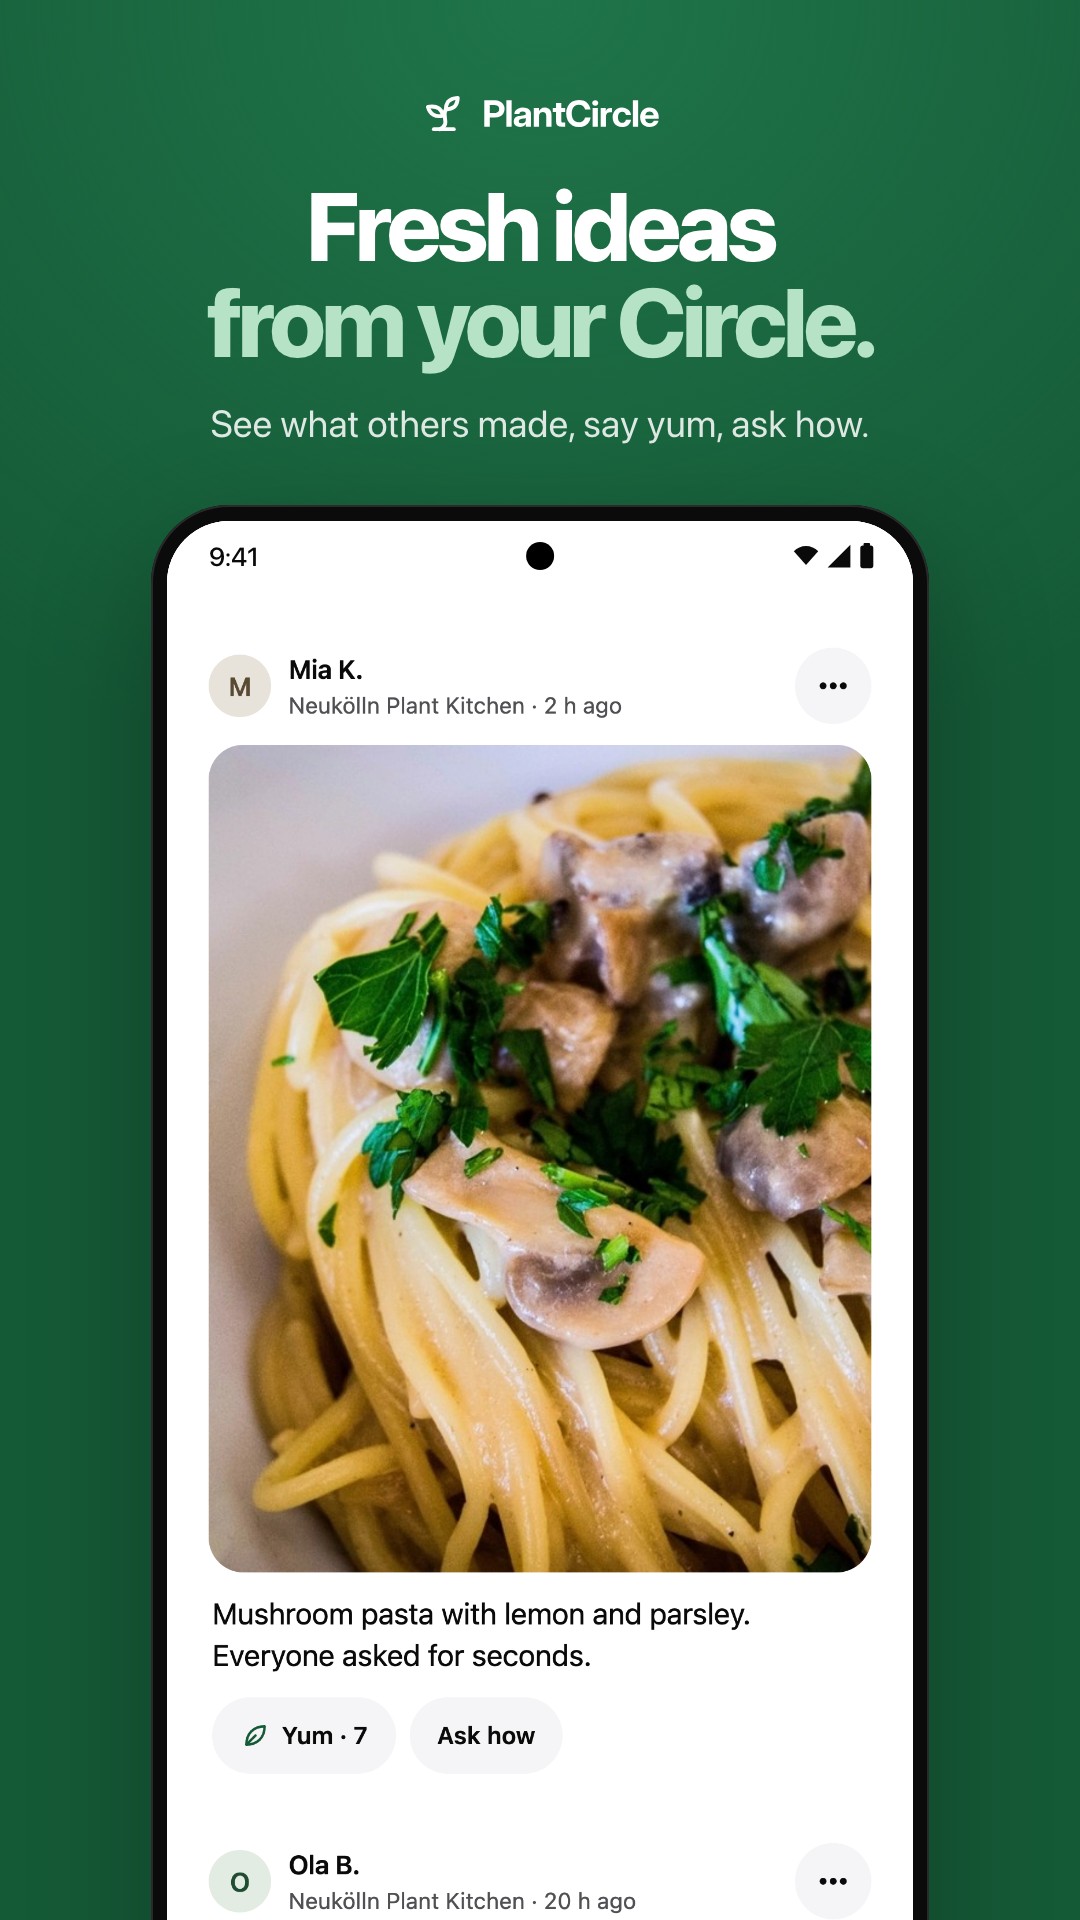 PlantCircle
Fresh ideas
from your Circle.
See what others made, say yum, ask how.
9:41
M
Mia K.
Neukölln Plant Kitchen · 2 h ago
Mushroom pasta with lemon and parsley.
Everyone asked for seconds.
Yum · 7
Ask how
O
Ola B.
Neukölln Plant Kitchen · 20 h ago